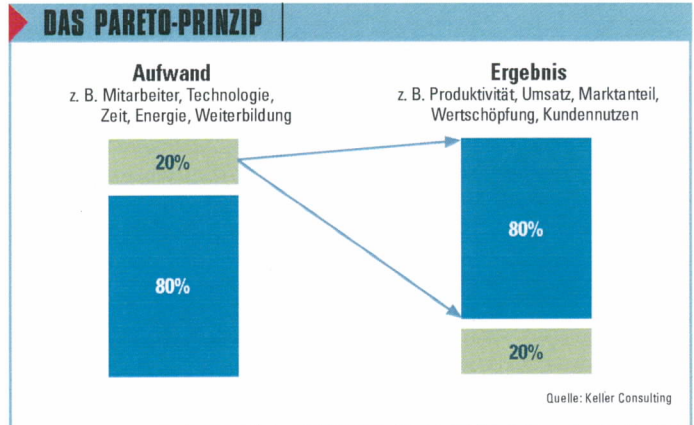 DAS PARETO-PRINZIP
Aufwand
z. B. Mitarbeiter, Technologie,
Zeit, Energie, Weiterbildung
20%
80%
Ergebnis
z. B. Produktivität, Umsatz, Marktanteil,
Wertschöpfung, Kundennutzen
80%
20%
Quelle: Keller Consulting